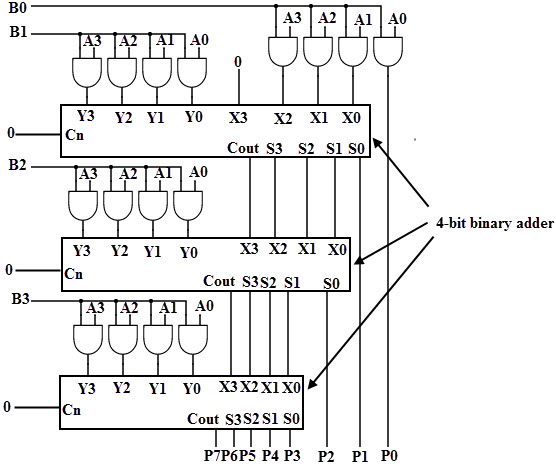 B0
A3 A2 A1 A0
B1
A3 A2 A1 A0
0
Y3 Y2 Y1 Y0 X3 X2 X1 X0
0 Cn
Cout S3 S2 S1 S0
B2
A3 A2 A1 A0
4-bit binary adder
Y3 Y2 Y1 Y0 X3 X2 X1 X0
0 Cn
Cout S3 S2 S1 S0
B3
A3 A2 A1 A0
Y3 Y2 Y1 Y0 X3 X2 X1 X0
0 Cn
Cout S3 S2 S1 S0
P7 P6 P5 P4 P3 P2 P1 P0